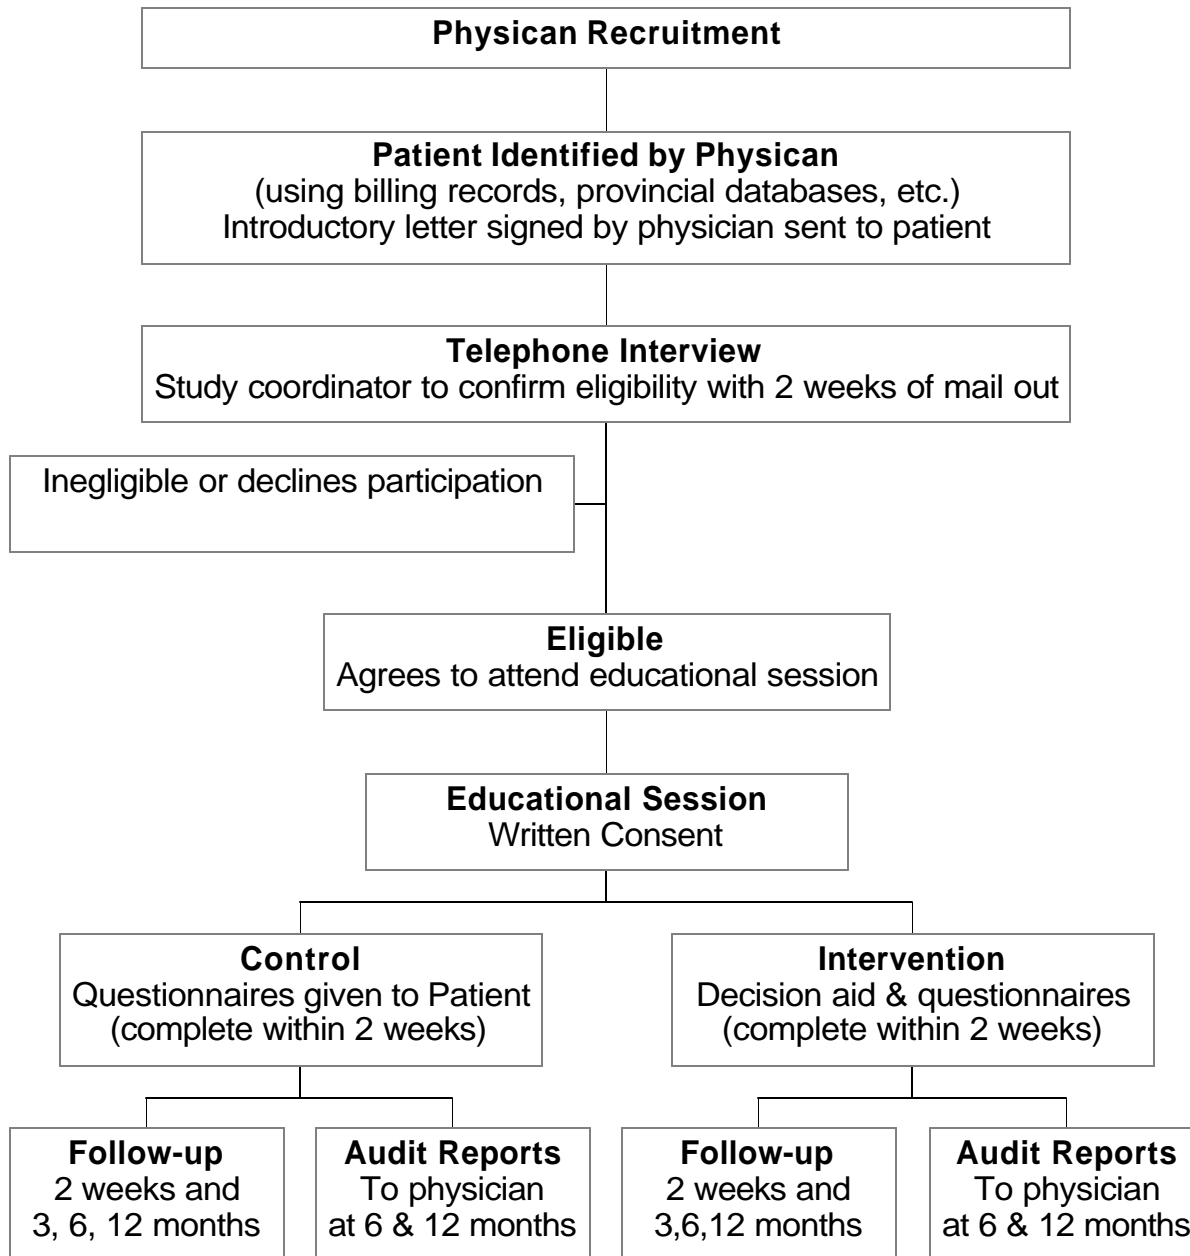 Physican Recruitment
Patient Identified by Physican
(using billing records, provincial databases, etc.)
Introductory letter signed by physician sent to patient
Telephone Interview
Study coordinator to confirm eligibility with 2 weeks of mail out
Inegligible or declines participation
Eligible
Agrees to attend educational session
Educational Session
Written Consent
Control
Questionnaires given to Patient
(complete within 2 weeks)
Intervention
Decision aid & questionnaires
(complete within 2 weeks)
Follow-up
2 weeks and
3, 6, 12 months
Audit Reports
To physician
at 6 & 12 months
Follow-up
2 weeks and
3,6,12 months
Audit Reports
To physician
at 6 & 12 months